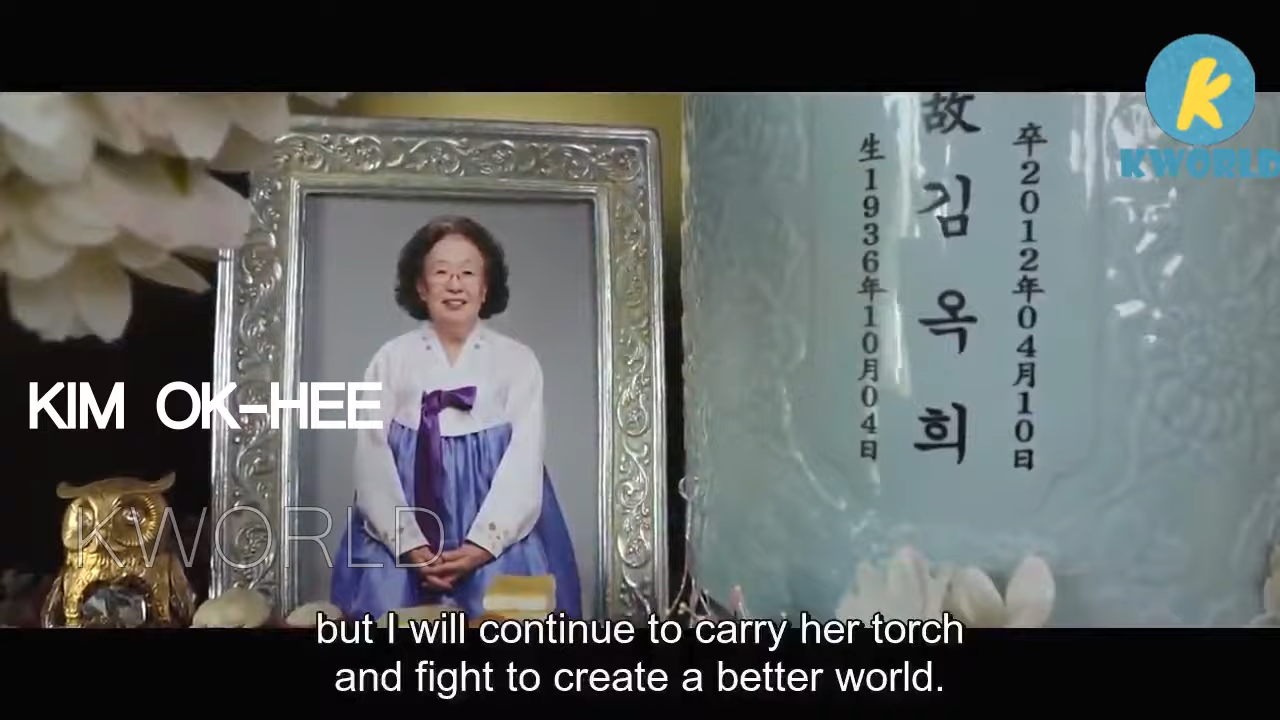 K
KWORLD
生1936年10月04日
故김옥희
卒2012年04月10日
KIM OK-HEE
KWORLD
but I will continue to carry her torch
and fight to create a better world.